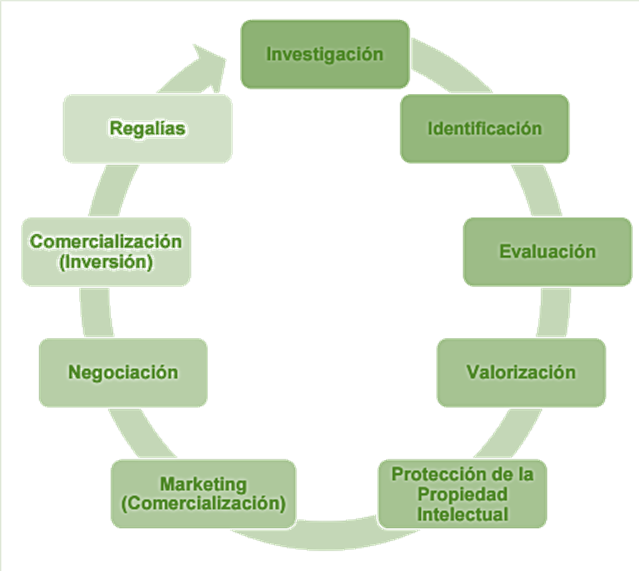 Investigación
Identificación
Evaluación
Valorización
Protección de la
Propiedad
Intelectual
Marketing
(Comercialización)
Negociación
Comercialización
(Inversión)
Regalías